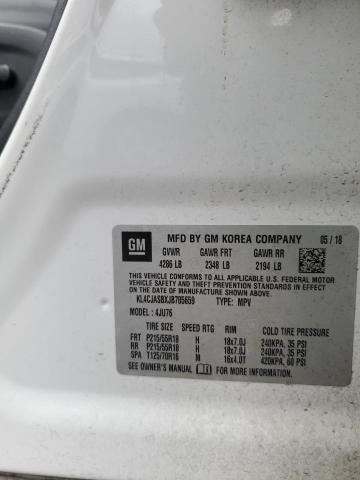 GM MFD BY GM KOREA COMPANY 05/18
GVWR GAWR FRT GAWR RR
4286 LB 2348 LB 2194 LB
THIS VEHICLE CONFORMS TO ALL APPLICABLE U.S. FEDERAL MOTOR
VEHICLE SAFETY, BUMPER, AND THEFT PREVENTION STANDARDS
IN EFFECT ON THE DATE OF MANUFACTURE SHOWN ABOVE.
KL4CJASBXJB705659 TYPE: MPV
MODEL: 4JU76
TIRE SIZE SPEED RTG RIM COLD TIRE PRESSURE
FRT P215/55R18 H 18x7.0J 240KPA, 35 PSI
RR P215/55R18 H 18x7.0J 240KPA, 35 PSI
SPA T125/70R16 M 16x4.0T 420KPA, 60 PSI
SEE OWNER'S MANUAL FOR MORE INFORMATION.